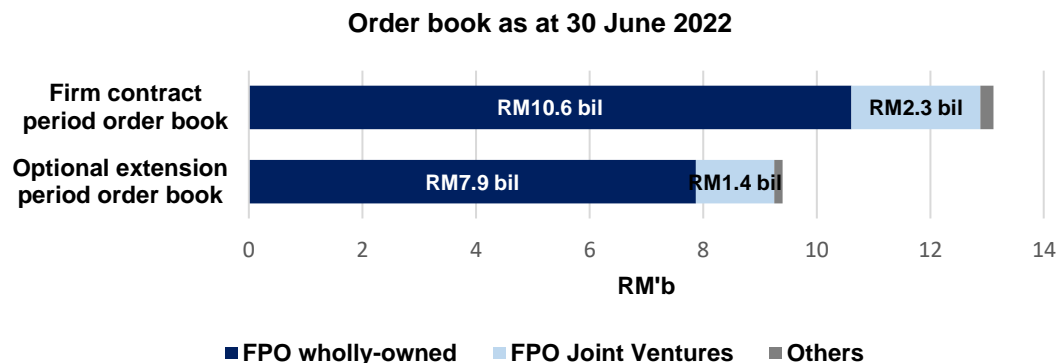 Order book as at 30 June 2022
Firm contract
period order book
RM10.6 bil
RM2.3 bil
Optional extension
period order book
RM7.9 bil
RM1.4 bil
0 2 4 6 8 10 12 14
RM'b
FPO wholly-owned FPO Joint Ventures Others